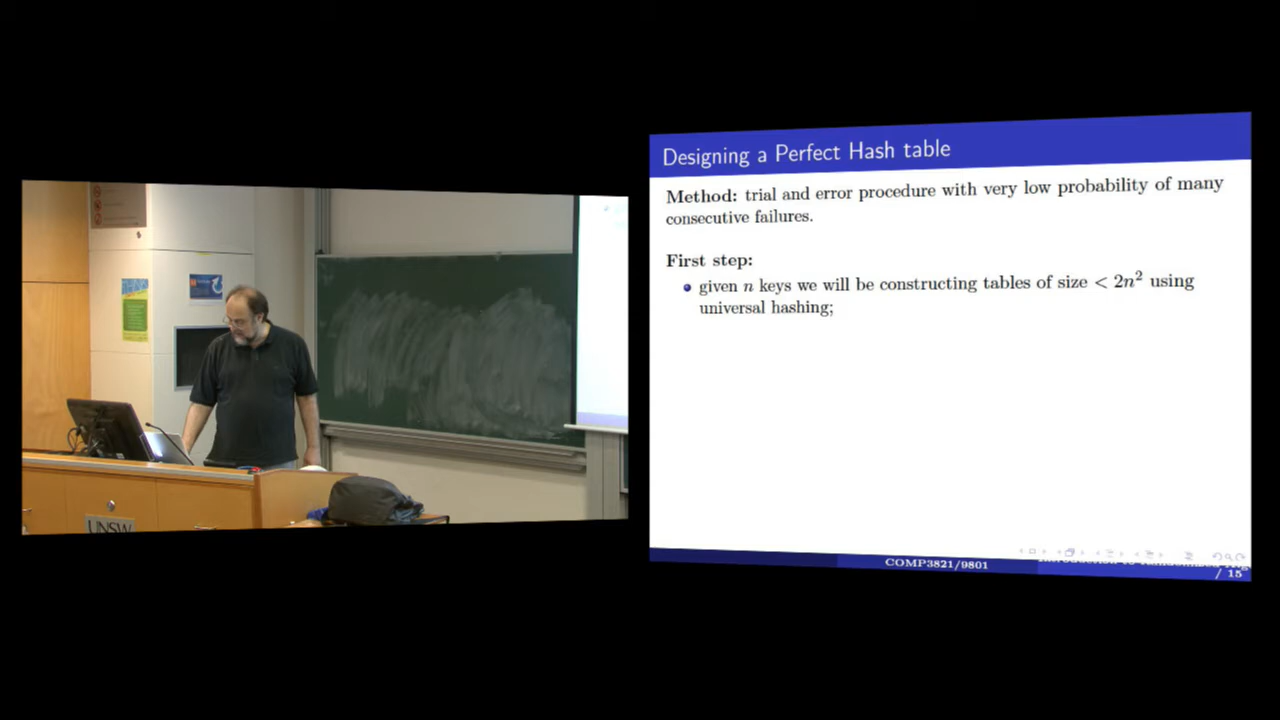 Designing a Perfect Hash table
Method: trial and error procedure with very low probability of many
consecutive failures.
First step:
given n keys we will be constructing tables of size < 2n² using
universal hashing;
COMP3821/9801
/ 15
UNSW